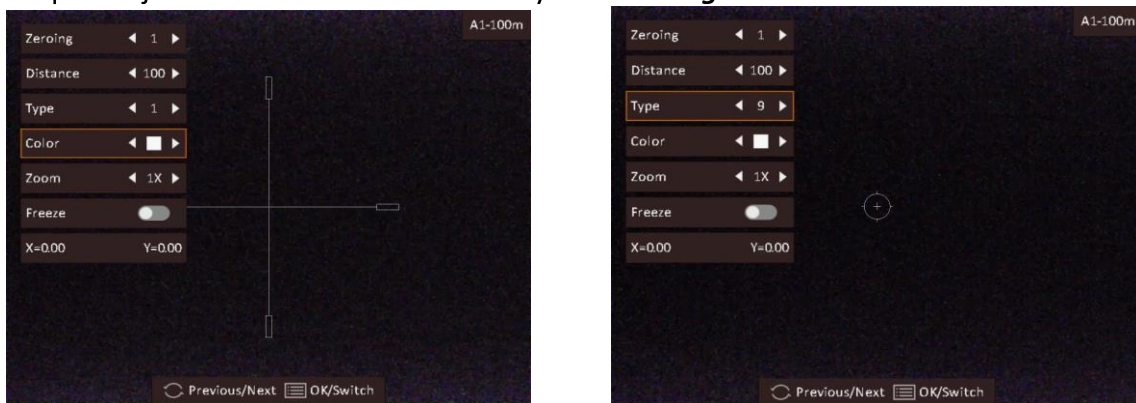 A1-100m
Zeroing 1
Distance 100
Type 1
Color
Zoom 1X
Freeze
X=0.00 Y=0.00
Previous/Next OK/Switch
A1-100m
Zeroing 1
Distance 100
Type 9
Color
Zoom 1X
Freeze
X=0.00 Y=0.00
Previous/Next OK/Switch